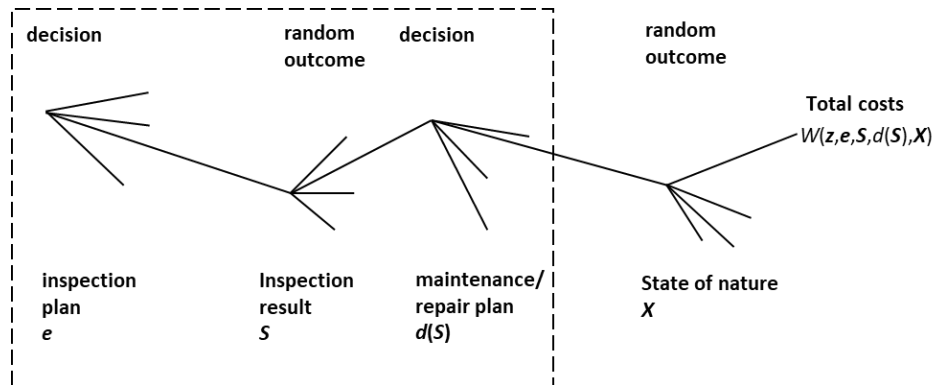 decision
random
outcome
decision
random
outcome
Total costs
W(z,e,S,d(S),X)
inspection
plan
e
Inspection
result
S
maintenance/
repair plan
d(S)
State of nature
X